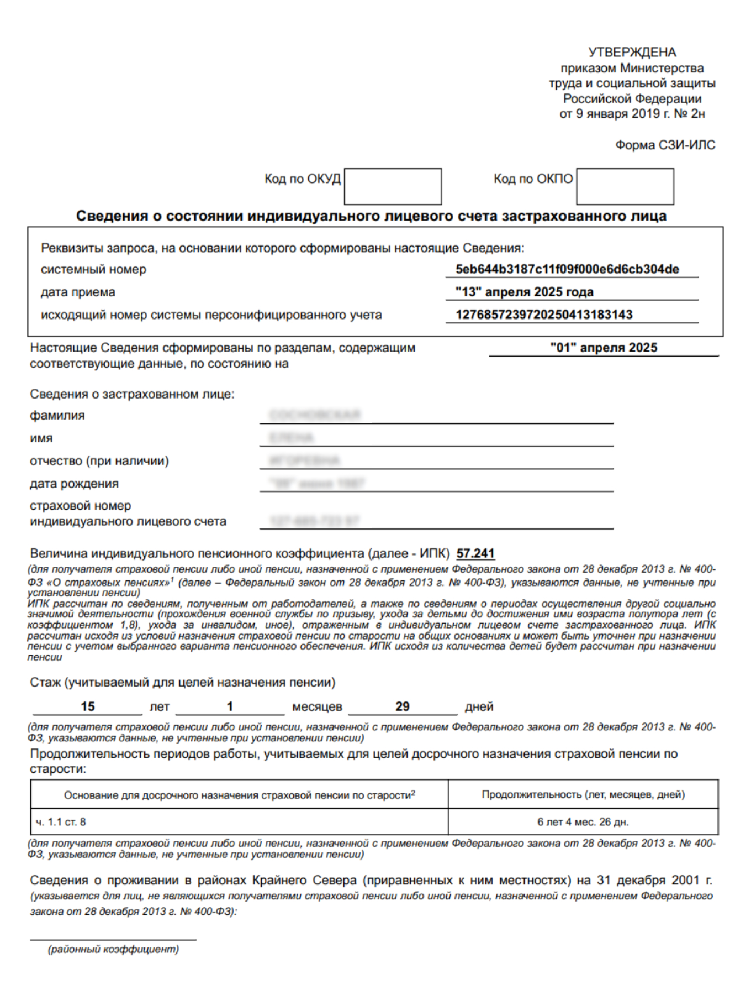 УТВЕРЖДЕНА
приказом Министерства
труда и социальной защиты
Российской Федерации
от 9 января 2019 г. № 2н
Форма СЗИ-ИЛС
Код по ОКУД
Код по ОКПО
Сведения о состоянии индивидуального лицевого счета застрахованного лица
Реквизиты запроса, на основании которого сформированы настоящие Сведения:
системный номер 5eb644b3187c11f09f000e6d6cb304de
дата приема "13" апреля 2025 года
исходящий номер системы персонифицированного учета 1276857239720250413183143
Настоящие Сведения сформированы по разделам, содержащим "01" апреля 2025
соответствующие данные, по состоянию на
Сведения о застрахованном лице:
фамилия
имя
отчество (при наличии)
дата рождения
страховой номер
индивидуального лицевого счета
Величина индивидуального пенсионного коэффициента (далее - ИПК) 57.241
(для получателя страховой пенсии либо иной пенсии, назначенной с применением Федерального закона от 28 декабря 2013 г. № 400-
ФЗ «О страховых пенсиях»1 (далее – Федеральный закон от 28 декабря 2013 г. № 400-ФЗ), указываются данные, не учтенные при
установлении пенсии)
ИПК рассчитан по сведениям, полученным от работодателей, а также по сведениям о периодах осуществления другой социально
значимой деятельности (прохождения военной службы по призыву, ухода за детьми до достижения ими возраста полутора лет (с
коэффициентом 1,8), ухода за инвалидом, иное), отраженным в индивидуальном лицевом счете застрахованного лица. ИПК
рассчитан исходя из условий назначения страховой пенсии по старости на общих основаниях и может быть уточнен при назначении
пенсии с учетом выбранного варианта пенсионного обеспечения. ИПК исходя из количества детей будет рассчитан при назначении
пенсии
Стаж (учитываемый для целей назначения пенсии)
15 лет 1 месяцев 29 дней
(для получателя страховой пенсии либо иной пенсии, назначенной с применением Федерального закона от 28 декабря 2013 г. № 400-
ФЗ, указываются данные, не учтенные при установлении пенсии)
Продолжительность периодов работы, учитываемых для целей досрочного назначения страховой пенсии по
старости:
Основание для досрочного назначения страховой пенсии по старости2 Продолжительность (лет, месяцев, дней)
ч. 1.1 ст. 8 6 лет 4 мес. 26 дн.
(для получателя страховой пенсии либо иной пенсии, назначенной с применением Федерального закона от 28 декабря 2013 г. № 400-
ФЗ, указываются данные, не учтенные при установлении пенсии)
Сведения о проживании в районах Крайнего Севера (приравненных к ним местностях) на 31 декабря 2001 г.
(указывается для лиц, не являющихся получателями страховой пенсии либо иной пенсии, назначенной с применением Федерального
закона от 28 декабря 2013 г. № 400-ФЗ):
(районный коэффициент)